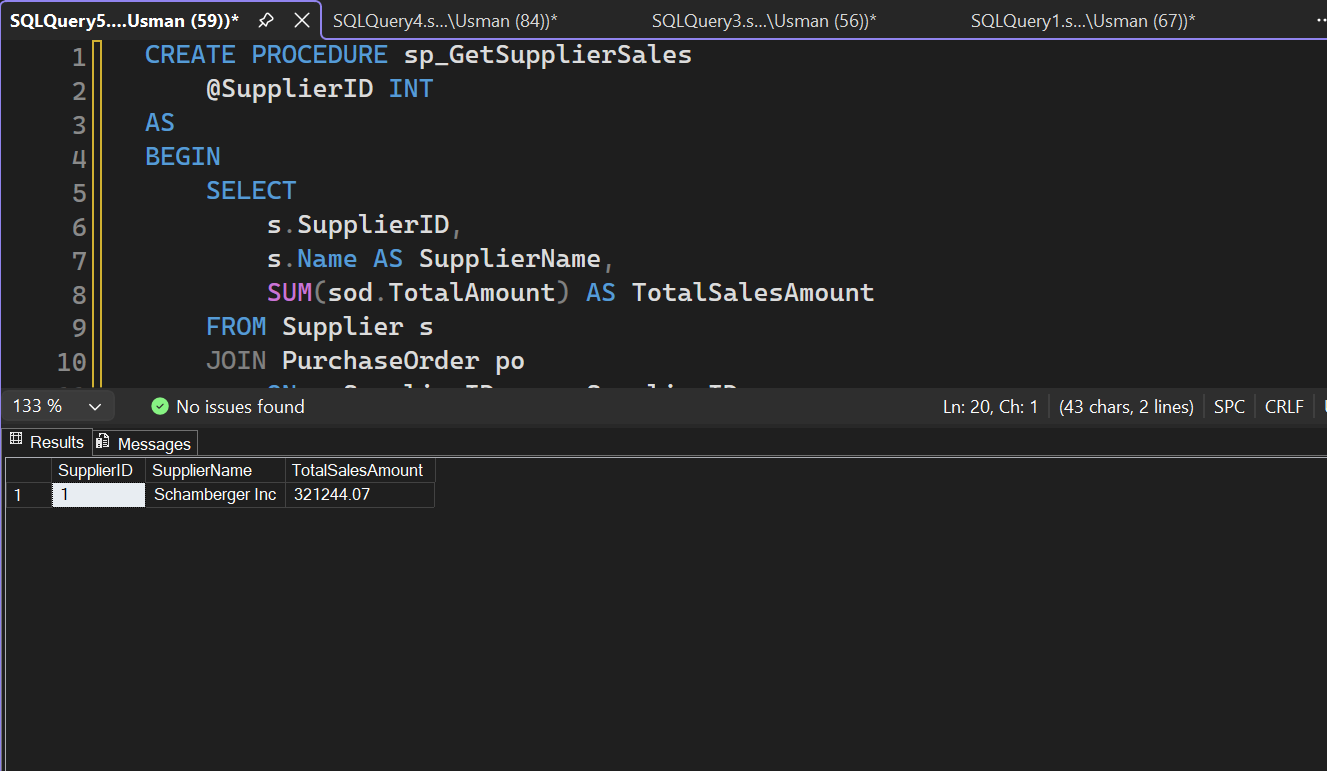 SQLQuery5....Usman (59))* SQLQuery4.s...\Usman (84))* SQLQuery3.s...\Usman (56))* SQLQuery1.s...\Usman (67))*
1 CREATE PROCEDURE sp_GetSupplierSales
2 @SupplierID INT
3 AS
4 BEGIN
5 SELECT
6 s.SupplierID,
7 s.Name AS SupplierName,
8 SUM(sod.TotalAmount) AS TotalSalesAmount
9 FROM Supplier s
10 JOIN PurchaseOrder po
133 % No issues found Ln: 20, Ch: 1 (43 chars, 2 lines) SPC CRLF
Results Messages
SupplierID SupplierName TotalSalesAmount
1 1 Schamberger Inc 321244.07